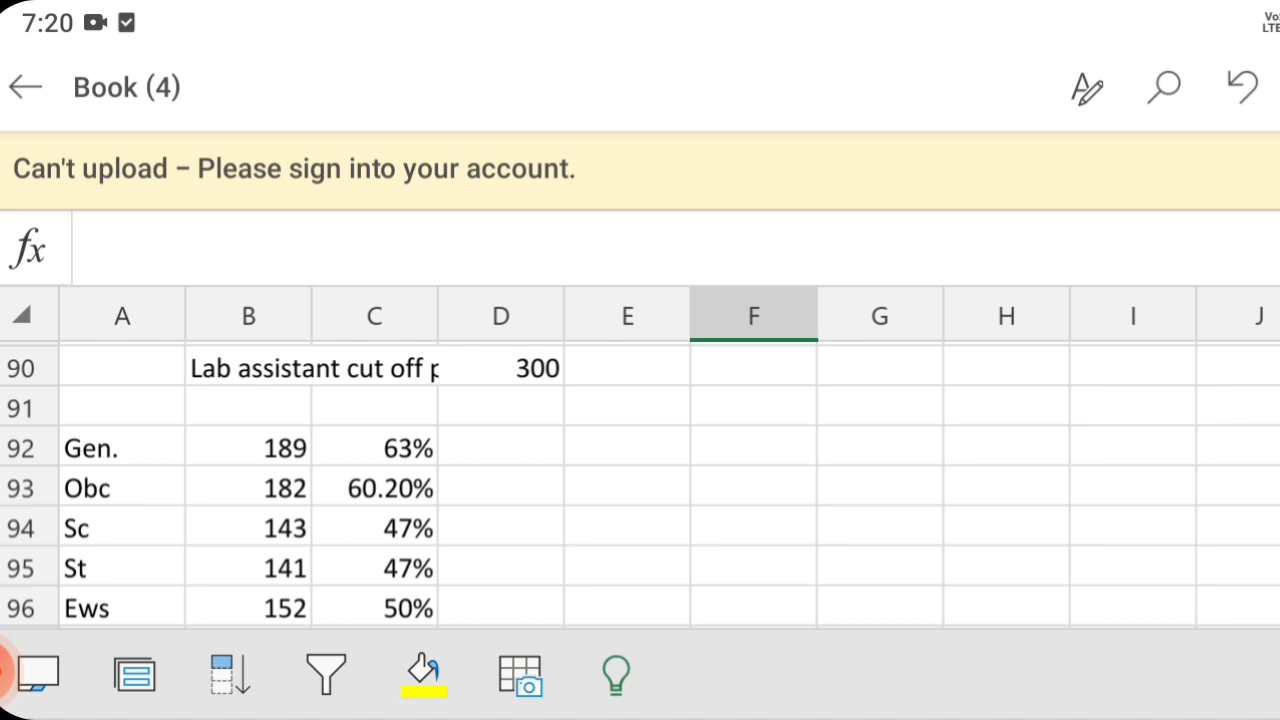 7:20
Vo
LTE
Book (4)
Can't upload – Please sign into your account.
fx
A B C D E F G H I J
90 Lab assistant cut off p 300
91
92 Gen. 189 63%
93 Obc 182 60.20%
94 Sc 143 47%
95 St 141 47%
96 Ews 152 50%